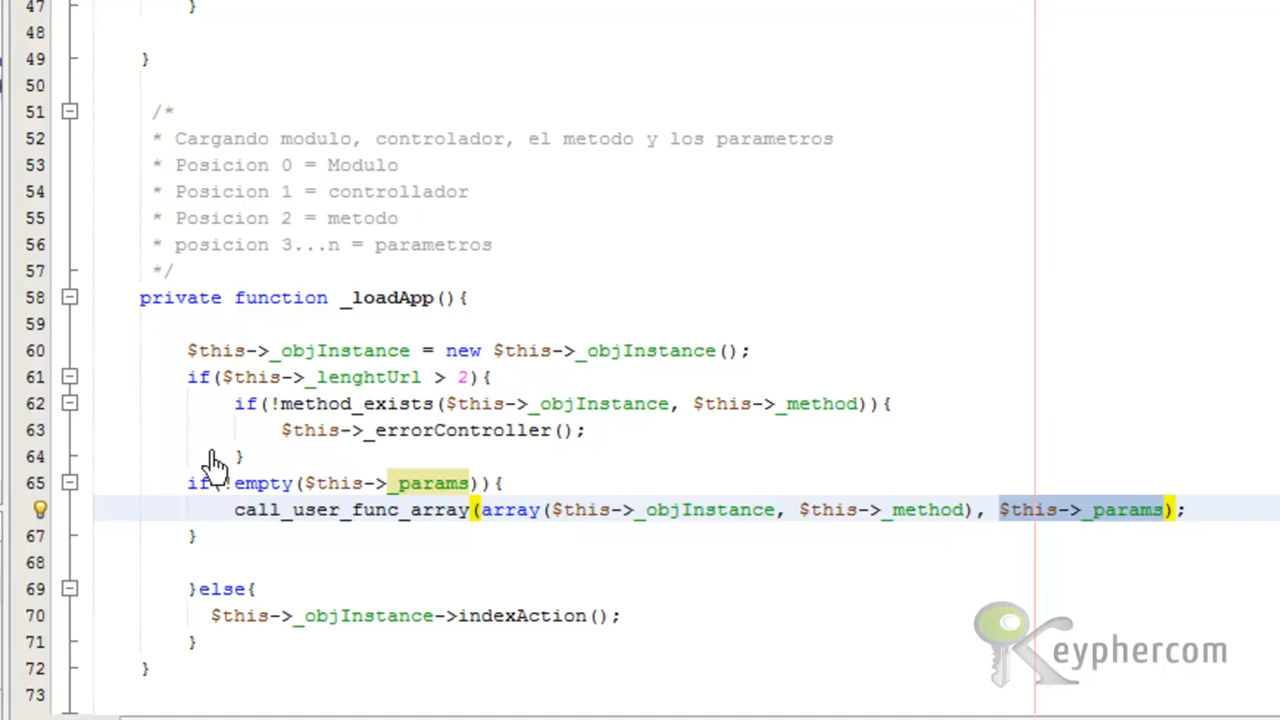 47 }
48
49 }
50
51 /*
52 * Cargando modulo, controlador, el metodo y los parametros
53 * Posicion 0 = Modulo
54 * Posicion 1 = controllador
55 * Posicion 2 = metodo
56 * posicion 3...n = parametros
57 */
58 private function _loadApp(){
59
60 $this->_objInstance = new $this->_objInstance();
61 if($this->_lenghtUrl > 2){
62 if(!method_exists($this->_objInstance, $this->_method)){
63 $this->_errorController();
64 }
65 if(!empty($this->_params)){
call_user_func_array(array($this->_objInstance, $this->_method), $this->_params);
67 }
68
69 }else{
70 $this->_objInstance->indexAction();
71 }
72 }
73
Keyphercom